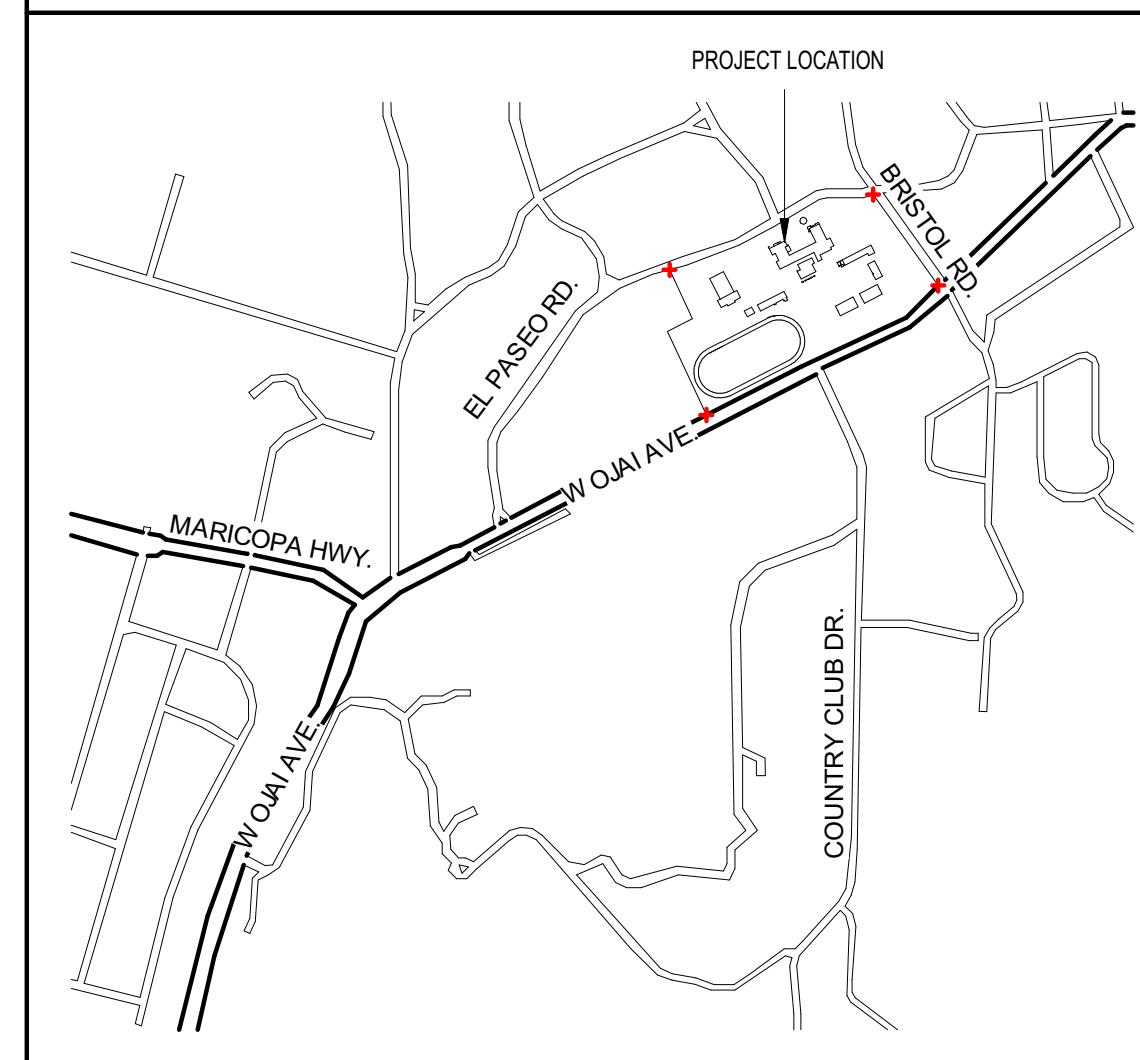 PROJECT LOCATION
BRISTOL RD.
EL PASEO RD.
W OJAI AVE.
MARICOPA HWY.
COUNTRY CLUB DR.
W OJAI AVE.